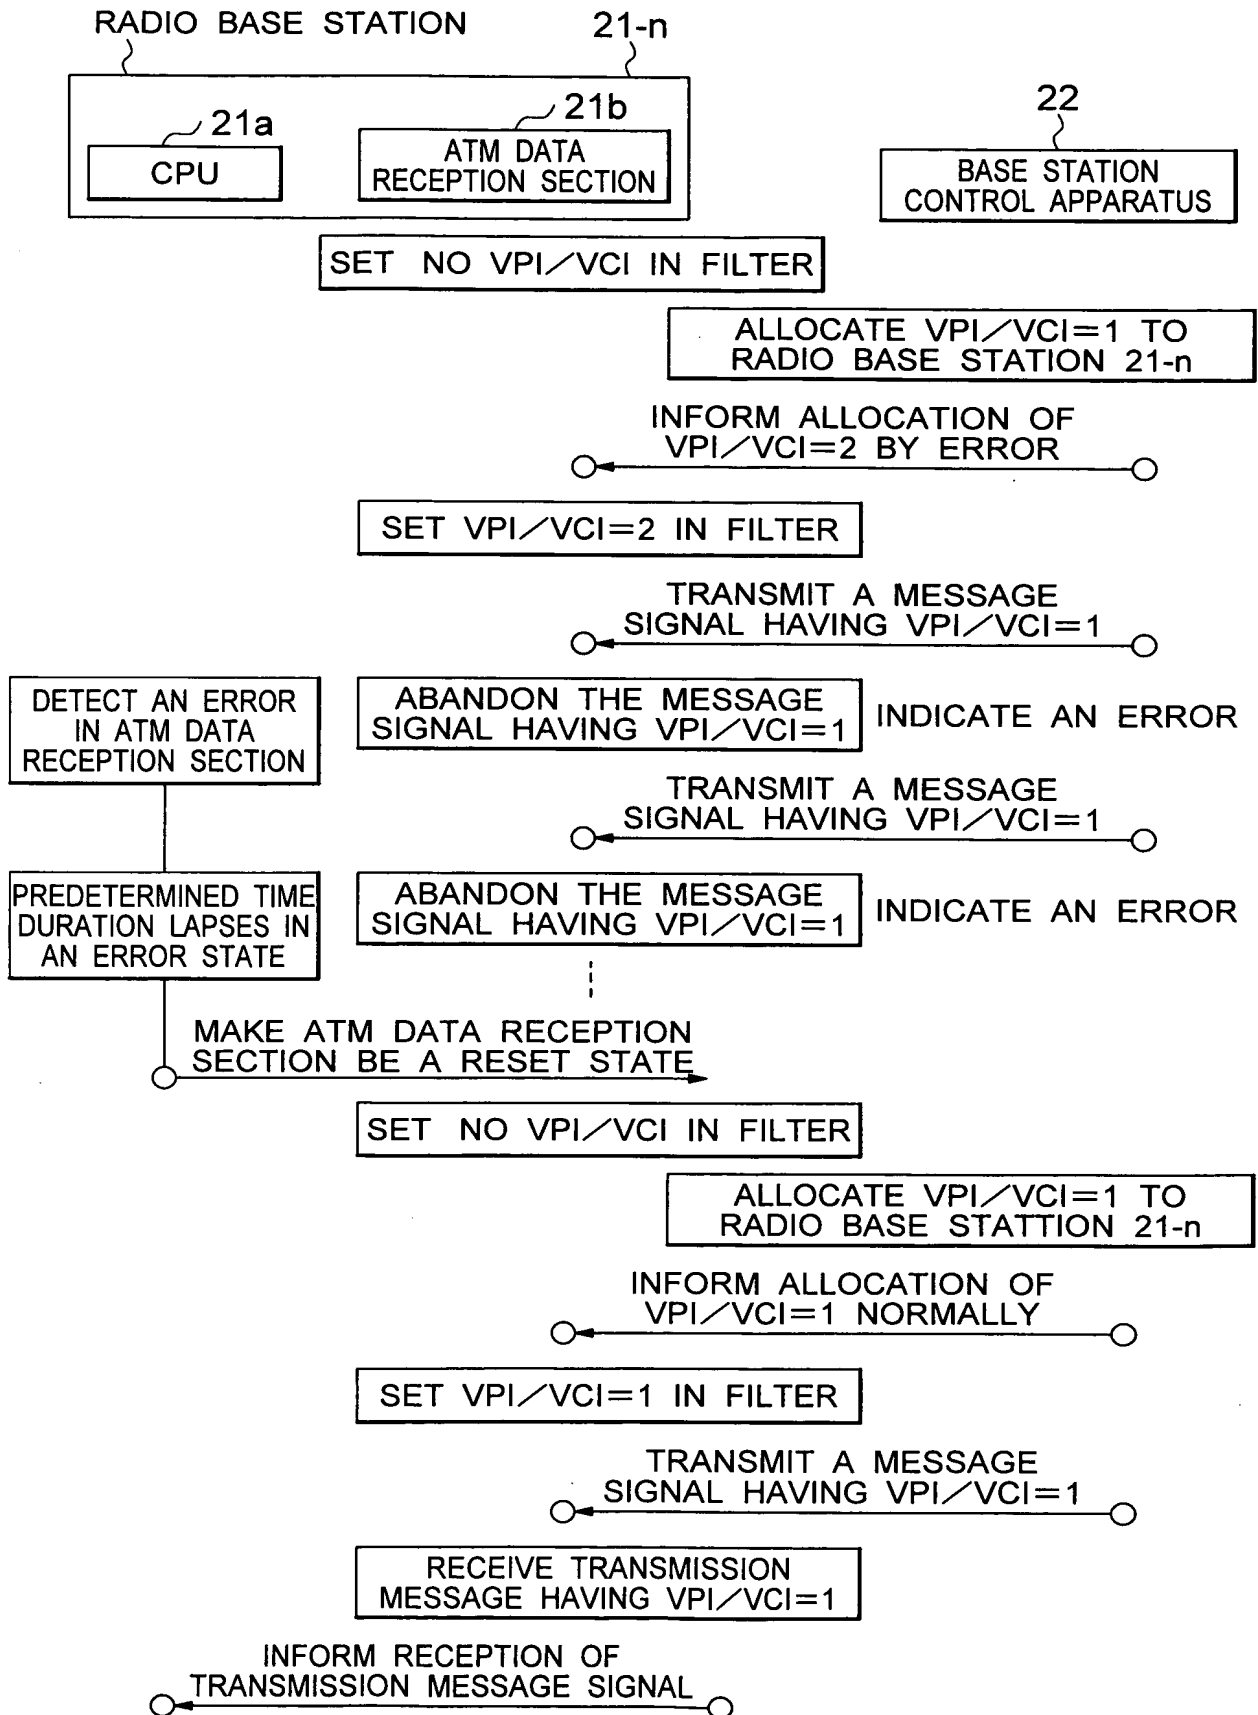 RADIO BASE STATION
21-n
21a
21b
22
CPU
ATM DATA
RECEPTION SECTION
BASE STATION
CONTROL APPARATUS
SET NO VPI/VCI IN FILTER
ALLOCATE VPI/VCI=1 TO
RADIO BASE STATION 21-n
INFORM ALLOCATION OF
VPI/VCI=2 BY ERROR
SET VPI/VCI=2 IN FILTER
TRANSMIT A MESSAGE
SIGNAL HAVING VPI/VCI=1
DETECT AN ERROR
IN ATM DATA
RECEPTION SECTION
ABANDON THE MESSAGE
SIGNAL HAVING VPI/VCI=1
INDICATE AN ERROR
TRANSMIT A MESSAGE
SIGNAL HAVING VPI/VCI=1
PREDETERMINED TIME
DURATION LAPSES IN
AN ERROR STATE
ABANDON THE MESSAGE
SIGNAL HAVING VPI/VCI=1
INDICATE AN ERROR
MAKE ATM DATA RECEPTION
SECTION BE A RESET STATE
SET NO VPI/VCI IN FILTER
ALLOCATE VPI/VCI=1 TO
RADIO BASE STATTION 21-n
INFORM ALLOCATION OF
VPI/VCI=1 NORMALLY
SET VPI/VCI=1 IN FILTER
TRANSMIT A MESSAGE
SIGNAL HAVING VPI/VCI=1
RECEIVE TRANSMISSION
MESSAGE HAVING VPI/VCI=1
INFORM RECEPTION OF
TRANSMISSION MESSAGE SIGNAL